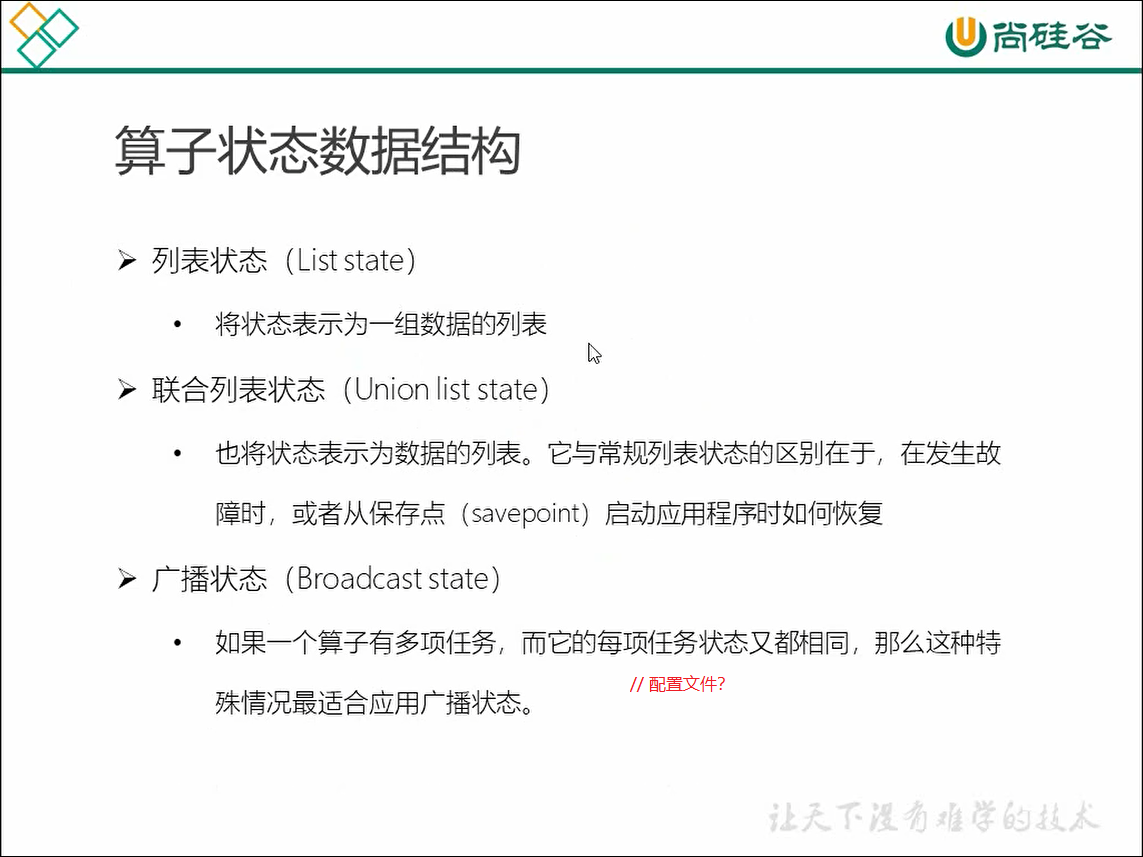 尚硅谷
算子状态数据结构
➢ 列表状态（List state）
• 将状态表示为一组数据的列表
➢ 联合列表状态（Union list state）
• 也将状态表示为数据的列表。它与常规列表状态的区别在于，在发生故
障时，或者从保存点（savepoint）启动应用程序时如何恢复
➢ 广播状态（Broadcast state）
• 如果一个算子有多项任务，而它的每项任务状态又都相同，那么这种特
// 配置文件?
殊情况最适合应用广播状态。
让天下没有难学的技术